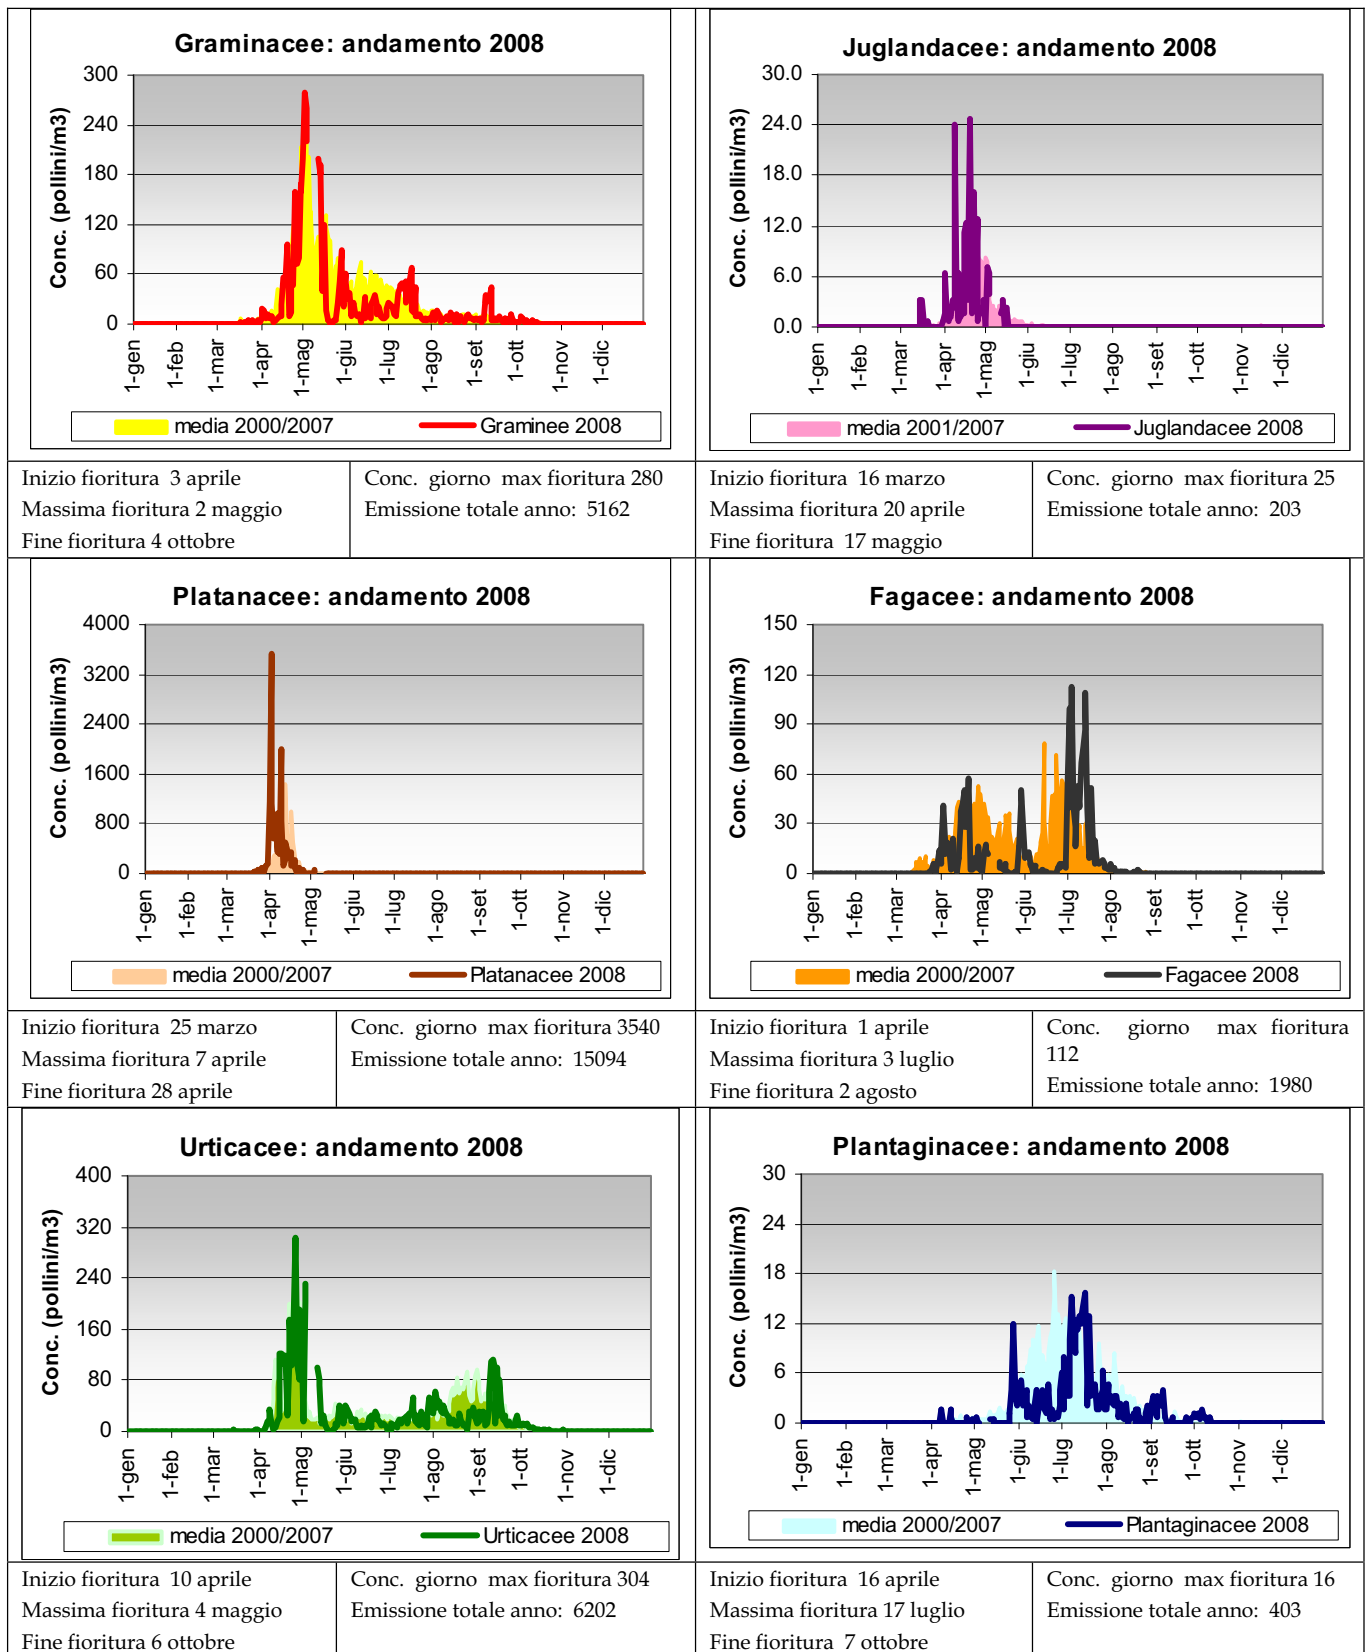 Graminacee: andamento 2008
Conc. (pollini/m3)
300
240
180
120
60
0
1-gen
1-feb
1-mar
1-apr
1-mag
1-giu
1-lug
1-ago
1-set
1-ott
1-nov
1-dic
media 2000/2007
Graminee 2008
Juglandacee: andamento 2008
Conc. (pollini/m3)
30.0
24.0
18.0
12.0
6.0
0.0
1-gen
1-feb
1-mar
1-apr
1-mag
1-giu
1-lug
1-ago
1-set
1-ott
1-nov
1-dic
media 2001/2007
Juglandacee 2008
Inizio fioritura 3 aprile
Massima fioritura 2 maggio
Fine fioritura 4 ottobre
Conc. giorno max fioritura 280
Emissione totale anno: 5162
Inizio fioritura 16 marzo
Massima fioritura 20 aprile
Fine fioritura 17 maggio
Conc. giorno max fioritura 25
Emissione totale anno: 203
Platanacee: andamento 2008
Conc. (pollini/m3)
4000
3200
2400
1600
800
0
1-gen
1-feb
1-mar
1-apr
1-mag
1-giu
1-lug
1-ago
1-set
1-ott
1-nov
1-dic
media 2000/2007
Platanacee 2008
Fagacee: andamento 2008
Conc. (pollini/m3)
150
120
90
60
30
0
1-gen
1-feb
1-mar
1-apr
1-mag
1-giu
1-lug
1-ago
1-set
1-ott
1-nov
1-dic
media 2000/2007
Fagacee 2008
Inizio fioritura 25 marzo
Massima fioritura 7 aprile
Fine fioritura 28 aprile
Conc. giorno max fioritura 3540
Emissione totale anno: 15094
Inizio fioritura 1 aprile
Massima fioritura 3 luglio
Fine fioritura 2 agosto
Conc. giorno max fioritura
112
Emissione totale anno: 1980
Urticacee: andamento 2008
Conc. (pollini/m3)
400
320
240
160
80
0
1-gen
1-feb
1-mar
1-apr
1-mag
1-giu
1-lug
1-ago
1-set
1-ott
1-nov
1-dic
media 2000/2007
Urticacee 2008
Plantaginacee: andamento 2008
Conc. (pollini/m3)
30
24
18
12
6
0
1-gen
1-feb
1-mar
1-apr
1-mag
1-giu
1-lug
1-ago
1-set
1-ott
1-nov
1-dic
media 2000/2007
Plantaginacee 2008
Inizio fioritura 10 aprile
Massima fioritura 4 maggio
Fine fioritura 6 ottobre
Conc. giorno max fioritura 304
Emissione totale anno: 6202
Inizio fioritura 16 aprile
Massima fioritura 17 luglio
Fine fioritura 7 ottobre
Conc. giorno max fioritura 16
Emissione totale anno: 403